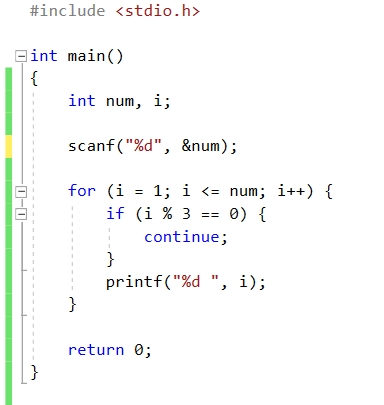 #include <stdio.h>
int main()
{
int num, i;
scanf("%d", &num);
for (i = 1; i <= num; i++) {
if (i % 3 == 0) {
continue;
}
printf("%d ", i);
}
return 0;
}